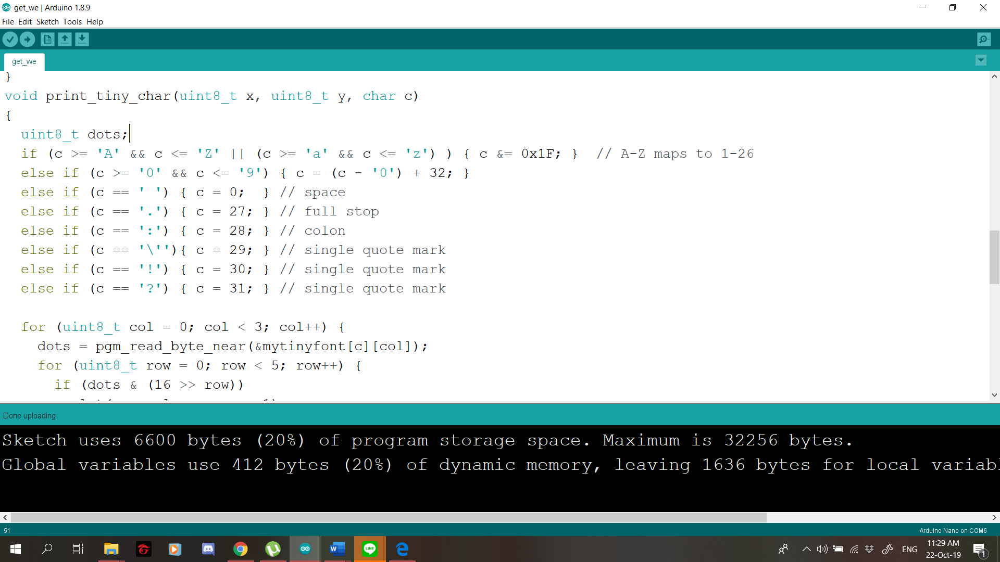 get_we | Arduino 1.8.9
File Edit Sketch Tools Help
get_we
}
void print_tiny_char(uint8_t x, uint8_t y, char c)
{
  uint8_t dots;
  if (c >= 'A' && c <= 'Z' || (c >= 'a' && c <= 'z') ) { c &= 0x1F; }  // A-Z maps to 1-26
  else if (c >= '0' && c <= '9') { c = (c - '0') + 32; }
  else if (c == ' ') { c = 0;  } // space
  else if (c == '.') { c = 27; } // full stop
  else if (c == ':') { c = 28; } // colon
  else if (c == '\''){ c = 29; } // single quote mark
  else if (c == '!') { c = 30; } // single quote mark
  else if (c == '?') { c = 31; } // single quote mark
  for (uint8_t col = 0; col < 3; col++) {
    dots = pgm_read_byte_near(&mytinyfont[c][col]);
    for (uint8_t row = 0; row < 5; row++) {
      if (dots & (16 >> row))
Done uploading.
Sketch uses 6600 bytes (20%) of program storage space. Maximum is 32256 bytes.
Global variables use 412 bytes (20%) of dynamic memory, leaving 1636 bytes for local variabl
51
Arduino Nano on COM6
W
LINE
ENG
11:29 AM
22-Oct-19
1